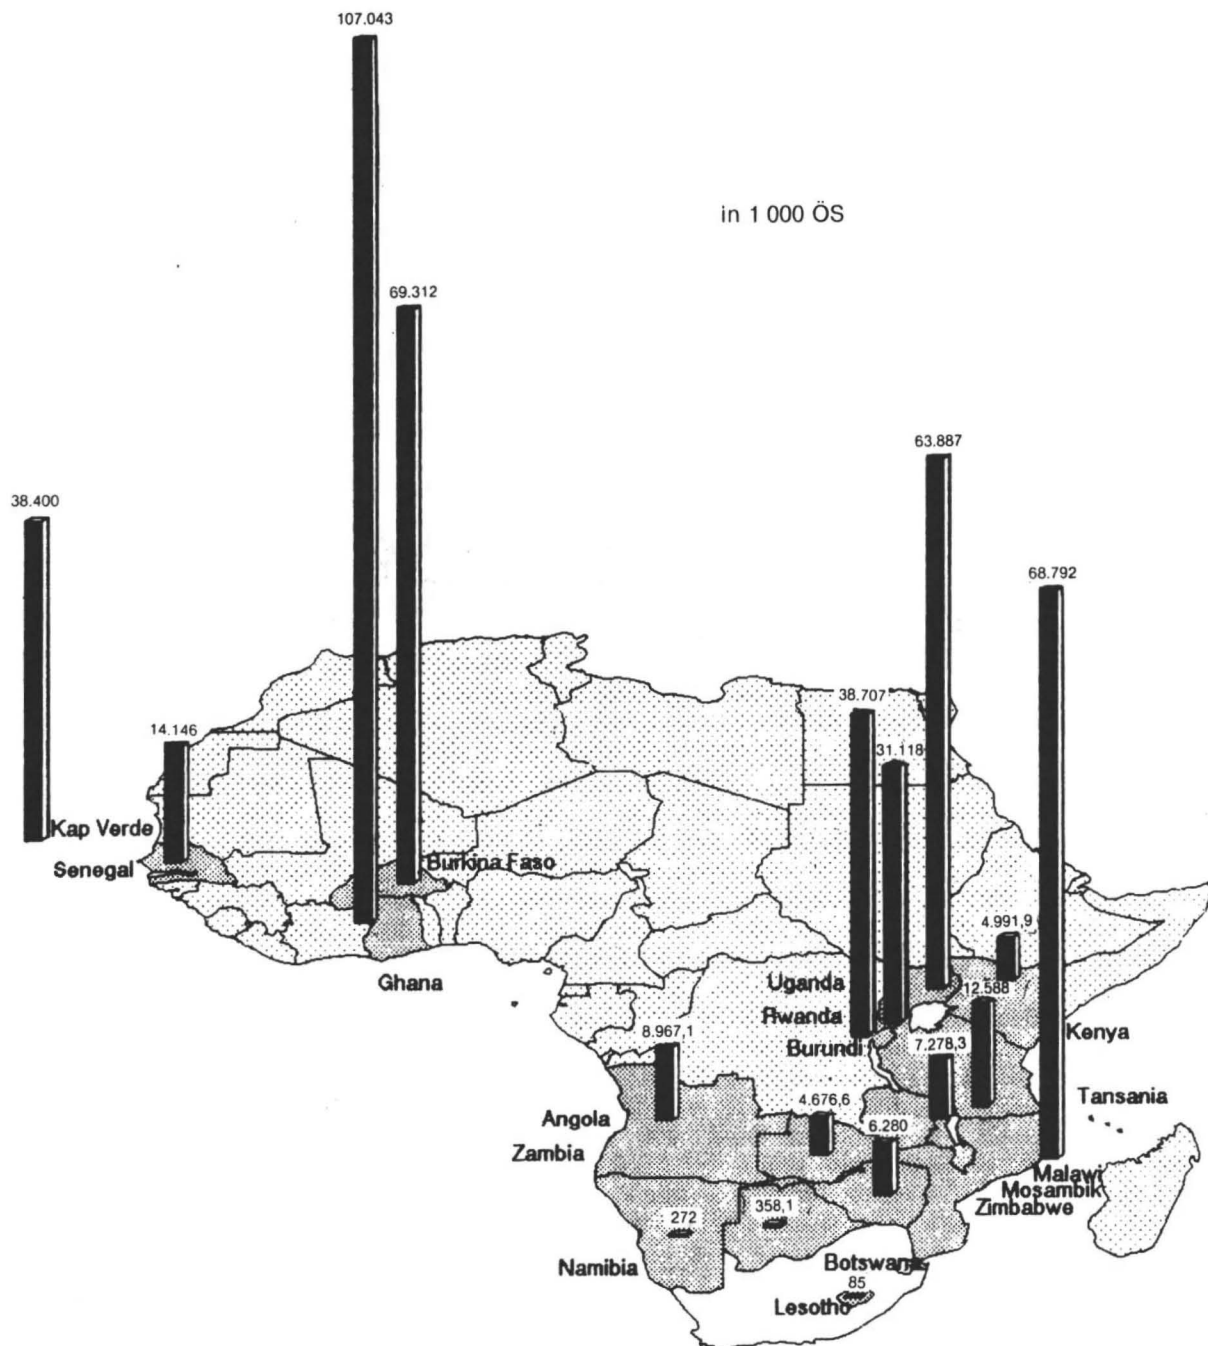 107.043
in 1 000 ÖS
69.312
63.887
38.400
68.792
38.707
14.146
31.118
Kap Verde
Burkina Faso
Senegal
4.991,9
Ghana
Uganda
12.588
Rwanda
8.967,1
Kenya
7.278,3
Burundi
Tansania
4.676,6
Angola
6.280
Zambia
Malawi
Mosambik
Zimbabwe
358,1
272
Namibia
Botswana
85
Lesotho